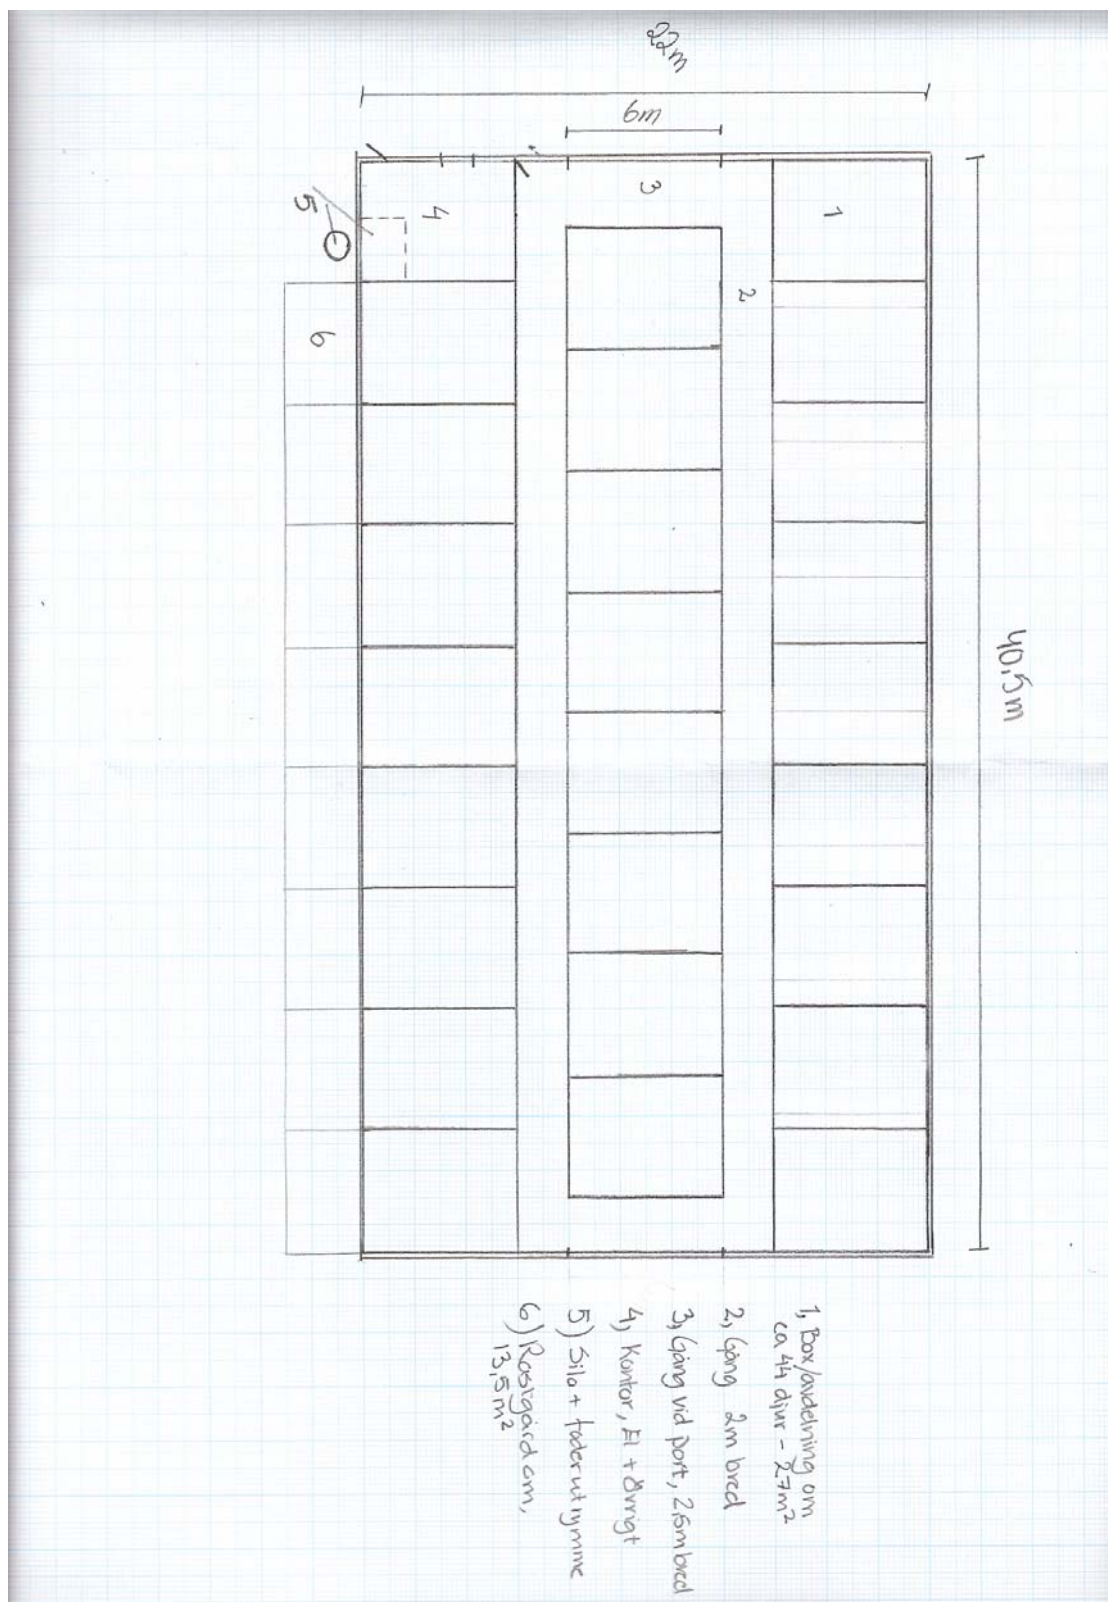 22m
6m
40,5m
1
2
3
4
5
6
1, Box/avdelning om
ca 44 djur - 27m²
2, Gång 2m bred
3, Gång vid port, 2,5m bred
4, Kontor, El + Övrigt
5) Silo + foderutrymme
6) Rastgård om,
13,5m²